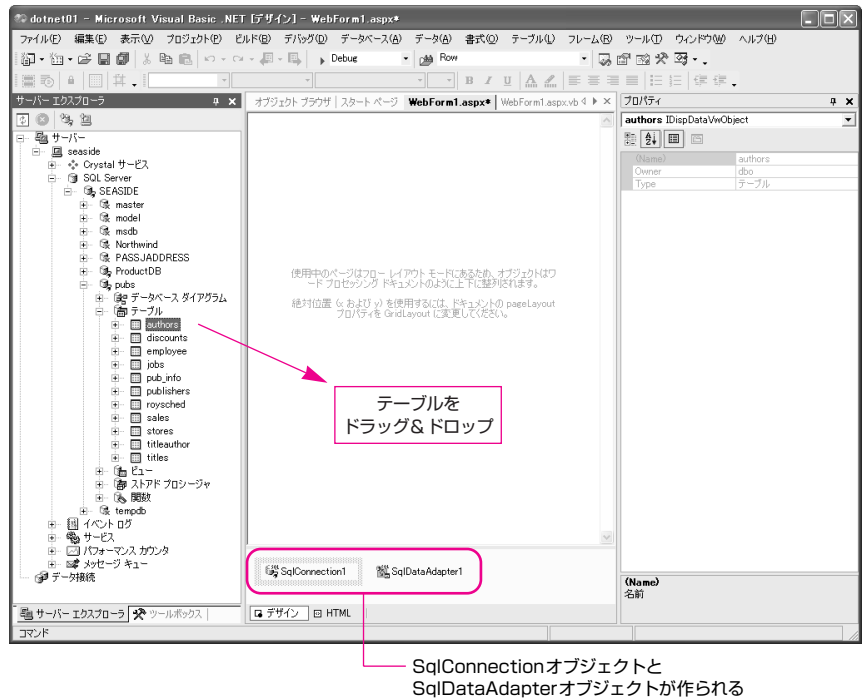 dotnet01 - Microsoft Visual Basic .NET [デザイン] - WebForm1.aspx*
ファイル(F) 編集(E) 表示(V) プロジェクト(P) ビルド(B) デバッグ(D) データベース(A) データ(A) 書式(O) テーブル(L) フレーム(R) ツール(T) ウィンドウ(W) ヘルプ(H)
Debug Row
B I U A
サーバー エクスプローラ
オブジェクト ブラウザ スタート ページ WebForm1.aspx* WebForm1.aspx.vb
プロパティ
authors IDispDataVwObject
(Name) authors
Owner dbo
Type テーブル
サーバー
seaside
Crystal サービス
SQL Server
SEASIDE
master
model
msdb
Northwind
PASSJADDRESS
ProductDB
pubs
データベース ダイアグラム
テーブル
authors
discounts
employee
jobs
pub_info
publishers
roysched
sales
stores
titleauthor
titles
ビュー
ストアド プロシージャ
関数
tempdb
イベント ログ
サービス
パフォーマンス カウンタ
メッセージ キュー
データ接続
使用中のページはフロー レイアウト モードにあるため、オブジェクトはワ
ード プロセッシング ドキュメントのように上下に整列されます。
絶対位置 (x および y) を使用するには、ドキュメントの pageLayout
プロパティを GridLayout に変更してください。
テーブルを
ドラッグ&ドロップ
SqlConnection1 SqlDataAdapter1
(Name)
名前
サーバー エクスプローラ ツールボックス
デザイン HTML
コマンド
SqlConnectionオブジェクトと
SqlDataAdapterオブジェクトが作られる